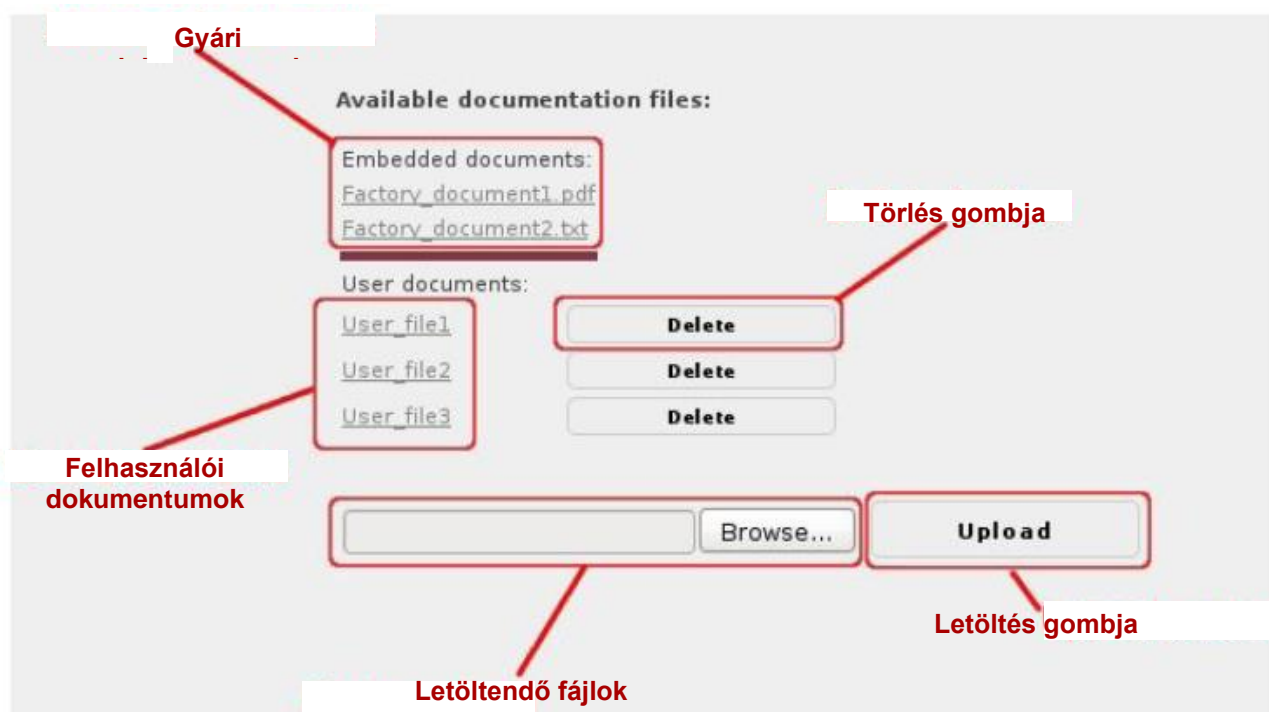 Gyári
Available documentation files:
Embedded documents:
Factory_document1.pdf
Factory_document2.txt
Törlés gombja
User documents:
User_file1
Delete
User_file2
Delete
User_file3
Delete
Felhasználói
dokumentumok
Browse...
Upload
Letöltés gombja
Letöltendő fájlok